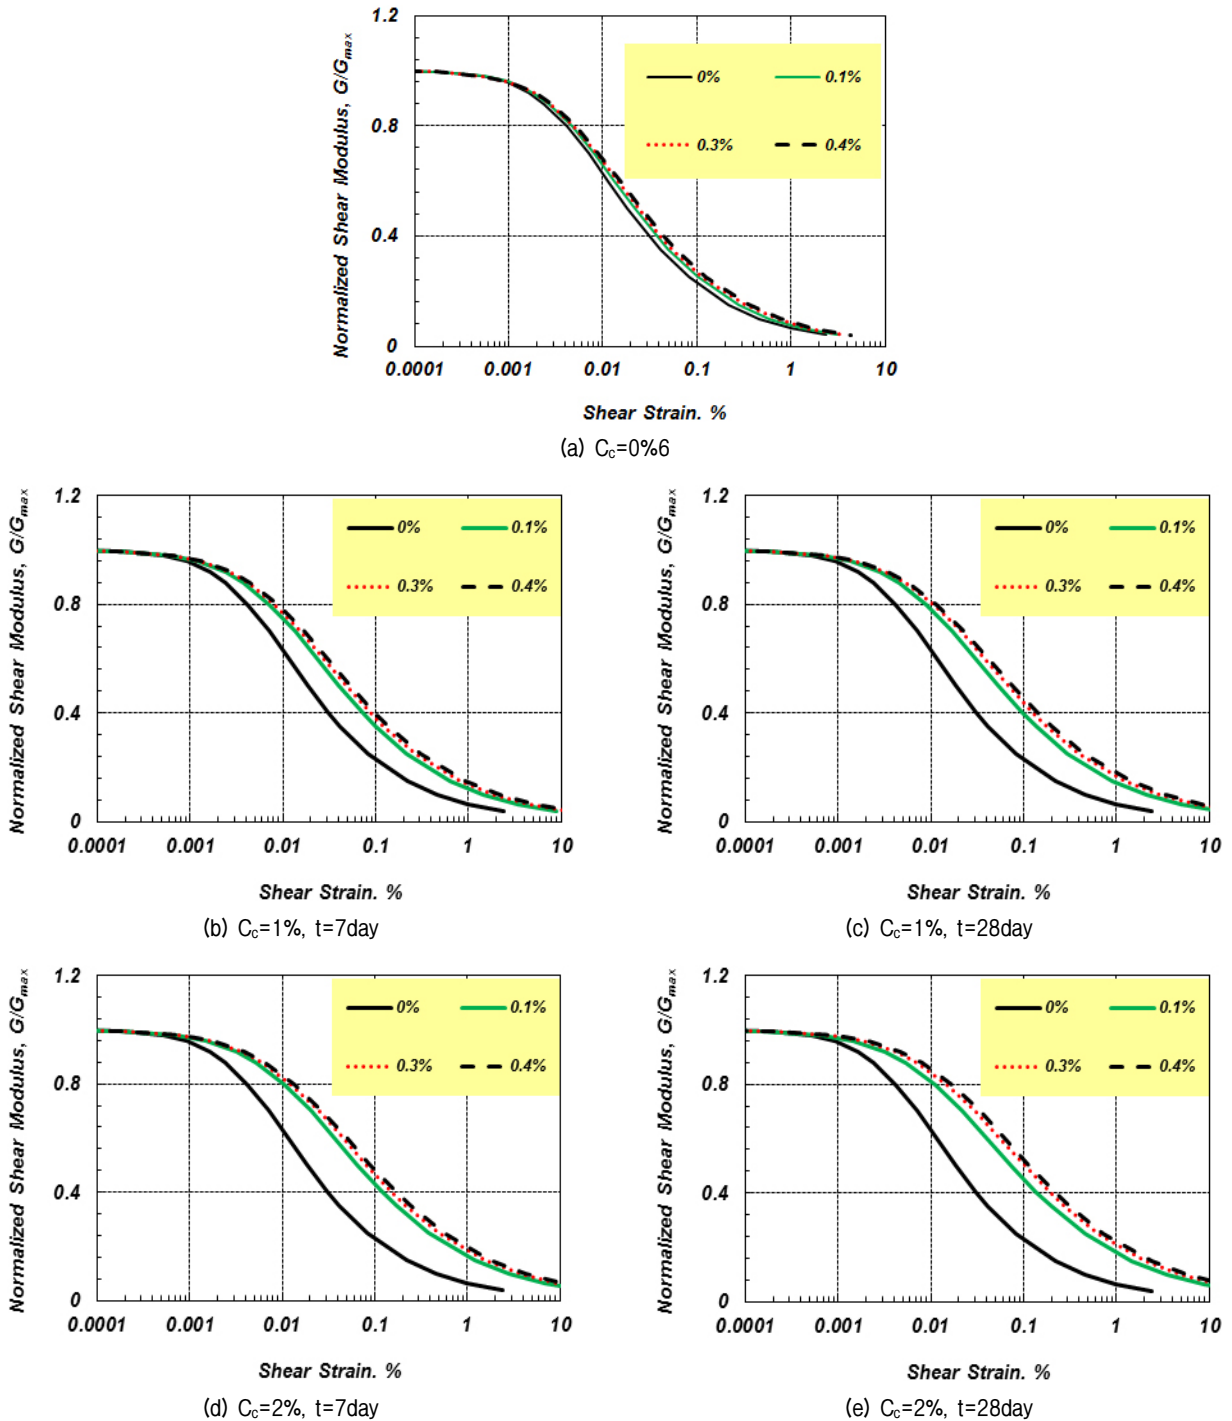 1.2
0.8
0.4
0
Normalized Shear Modulus, G/Gmax
0% 0.1%
0.3% 0.4%
0.0001 0.001 0.01 0.1 1 10
Shear Strain. %
(a) Cc=0%6
1.2
0.8
0.4
0
Normalized Shear Modulus, G/Gmax
0% 0.1%
0.3% 0.4%
0.0001 0.001 0.01 0.1 1 10
Shear Strain. %
(b) Cc=1%, t=7day
1.2
0.8
0.4
0
Normalized Shear Modulus, G/Gmax
0% 0.1%
0.3% 0.4%
0.0001 0.001 0.01 0.1 1 10
Shear Strain. %
(c) Cc=1%, t=28day
1.2
0.8
0.4
0
Normalized Shear Modulus, G/Gmax
0% 0.1%
0.3% 0.4%
0.0001 0.001 0.01 0.1 1 10
Shear Strain. %
(d) Cc=2%, t=7day
1.2
0.8
0.4
0
Normalized Shear Modulus, G/Gmax
0% 0.1%
0.3% 0.4%
0.0001 0.001 0.01 0.1 1 10
Shear Strain. %
(e) Cc=2%, t=28day